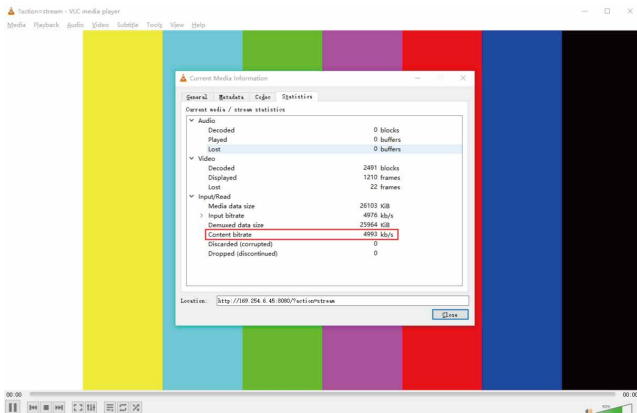 ?action=stream - VLC media player
Media Playback Audio Video Subtitle Tools View Help
Current Media Information
General Metadata Codec Statistics
Current media / stream statistics
Audio
Decoded 0 blocks
Played 0 buffers
Lost 0 buffers
Video
Decoded 2491 blocks
Displayed 1210 frames
Lost 22 frames
Input/Read
Media data size 26103 KiB
Input bitrate 4976 kb/s
Demuxed data size 25964 KiB
Content bitrate 4993 kb/s
Discarded (corrupted) 0
Dropped (discontinued) 0
Location: http://169.254.6.45:8080/?action=stream
Close
00:00 00:00